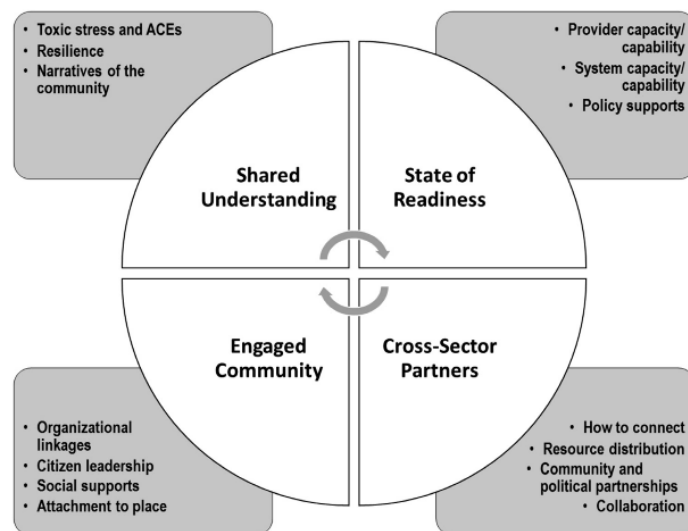 • Toxic stress and ACEs
• Resilience
• Narratives of the
community
• Provider capacity/
capability
• System capacity/
capability
• Policy supports
Shared
Understanding
State of
Readiness
Engaged
Community
Cross-Sector
Partners
• Organizational
linkages
• Citizen leadership
• Social supports
• Attachment to place
• How to connect
• Resource distribution
• Community and
political partnerships
• Collaboration